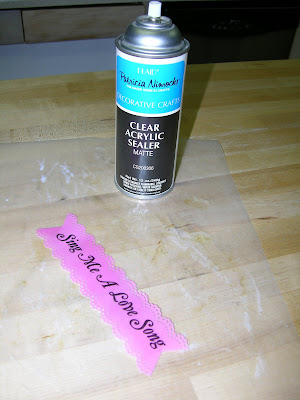 PLAID
Patricia Nimocks
DECORATIVE CRAFTS
CLEAR
ACRYLIC
SEALER
MATTE
Sing Me A Love Song